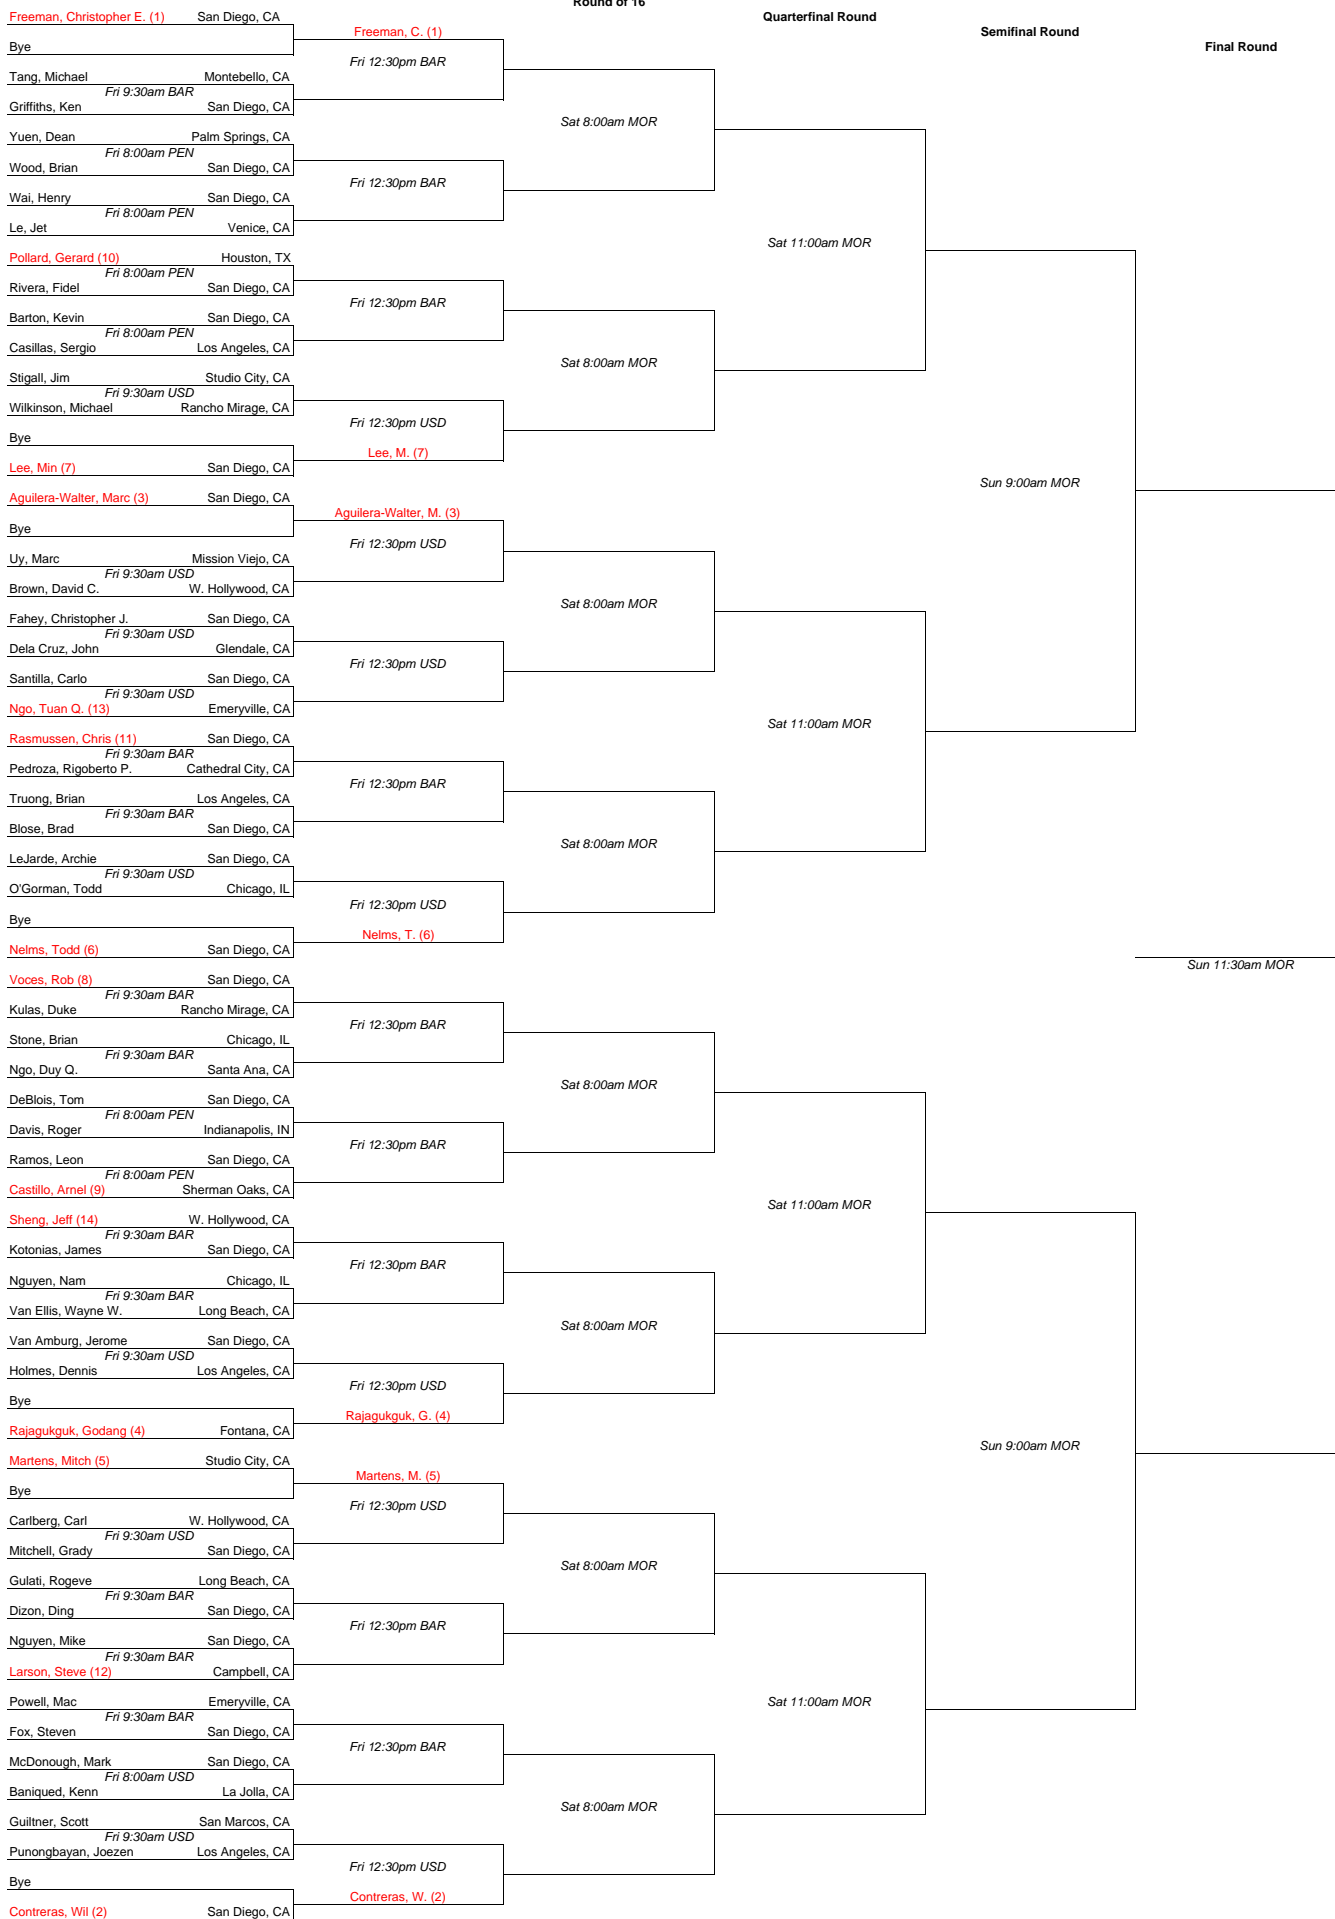 Round of 16
Freeman, Christopher E. (1) San Diego, CA Quarterfinal Round
Freeman, C. (1) Semifinal Round
Bye Final Round
Fri 12:30pm BAR
Tang, Michael Montebello, CA
Fri 9:30am BAR
Griffiths, Ken San Diego, CA
Sat 8:00am MOR
Yuen, Dean Palm Springs, CA
Fri 8:00am PEN
Wood, Brian San Diego, CA
Fri 12:30pm BAR
Wai, Henry San Diego, CA
Fri 8:00am PEN
Le, Jet Venice, CA
Sat 11:00am MOR
Pollard, Gerard (10) Houston, TX
Fri 8:00am PEN
Rivera, Fidel San Diego, CA
Fri 12:30pm BAR
Barton, Kevin San Diego, CA
Fri 8:00am PEN
Casillas, Sergio Los Angeles, CA
Sat 8:00am MOR
Stigall, Jim Studio City, CA
Fri 9:30am USD
Wilkinson, Michael Rancho Mirage, CA
Fri 12:30pm USD
Bye
Lee, M. (7)
Lee, Min (7) San Diego, CA
Sun 9:00am MOR
Aguilera-Walter, Marc (3) San Diego, CA
Aguilera-Walter, M. (3)
Bye
Fri 12:30pm USD
Uy, Marc Mission Viejo, CA
Fri 9:30am USD
Brown, David C. W. Hollywood, CA
Sat 8:00am MOR
Fahey, Christopher J. San Diego, CA
Fri 9:30am USD
Dela Cruz, John Glendale, CA
Fri 12:30pm USD
Santilla, Carlo San Diego, CA
Fri 9:30am USD
Ngo, Tuan Q. (13) Emeryville, CA
Sat 11:00am MOR
Rasmussen, Chris (11) San Diego, CA
Fri 9:30am BAR
Pedroza, Rigoberto P. Cathedral City, CA
Fri 12:30pm BAR
Truong, Brian Los Angeles, CA
Fri 9:30am BAR
Blose, Brad San Diego, CA
Sat 8:00am MOR
LeJarde, Archie San Diego, CA
Fri 9:30am USD
O'Gorman, Todd Chicago, IL
Fri 12:30pm USD
Bye
Nelms, T. (6)
Nelms, Todd (6) San Diego, CA
Sun 11:30am MOR
Voces, Rob (8) San Diego, CA
Fri 9:30am BAR
Kulas, Duke Rancho Mirage, CA
Fri 12:30pm BAR
Stone, Brian Chicago, IL
Fri 9:30am BAR
Ngo, Duy Q. Santa Ana, CA
Sat 8:00am MOR
DeBlois, Tom San Diego, CA
Fri 8:00am PEN
Davis, Roger Indianapolis, IN
Fri 12:30pm BAR
Ramos, Leon San Diego, CA
Fri 8:00am PEN
Castillo, Arnel (9) Sherman Oaks, CA
Sat 11:00am MOR
Sheng, Jeff (14) W. Hollywood, CA
Fri 9:30am BAR
Kotonias, James San Diego, CA
Fri 12:30pm BAR
Nguyen, Nam Chicago, IL
Fri 9:30am BAR
Van Ellis, Wayne W. Long Beach, CA
Sat 8:00am MOR
Van Amburg, Jerome San Diego, CA
Fri 9:30am USD
Holmes, Dennis Los Angeles, CA
Fri 12:30pm USD
Bye
Rajagukguk, G. (4)
Rajagukguk, Godang (4) Fontana, CA
Sun 9:00am MOR
Martens, Mitch (5) Studio City, CA
Martens, M. (5)
Bye
Fri 12:30pm USD
Carlberg, Carl W. Hollywood, CA
Fri 9:30am USD
Mitchell, Grady San Diego, CA
Sat 8:00am MOR
Gulati, Rogeve Long Beach, CA
Fri 9:30am BAR
Dizon, Ding San Diego, CA
Fri 12:30pm BAR
Nguyen, Mike San Diego, CA
Fri 9:30am BAR
Larson, Steve (12) Campbell, CA
Sat 11:00am MOR
Powell, Mac Emeryville, CA
Fri 9:30am BAR
Fox, Steven San Diego, CA
Fri 12:30pm BAR
McDonough, Mark San Diego, CA
Fri 8:00am USD
Baniqued, Kenn La Jolla, CA
Sat 8:00am MOR
Guiltner, Scott San Marcos, CA
Fri 9:30am USD
Punongbayan, Joezen Los Angeles, CA
Fri 12:30pm USD
Bye
Contreras, W. (2)
Contreras, Wil (2) San Diego, CA